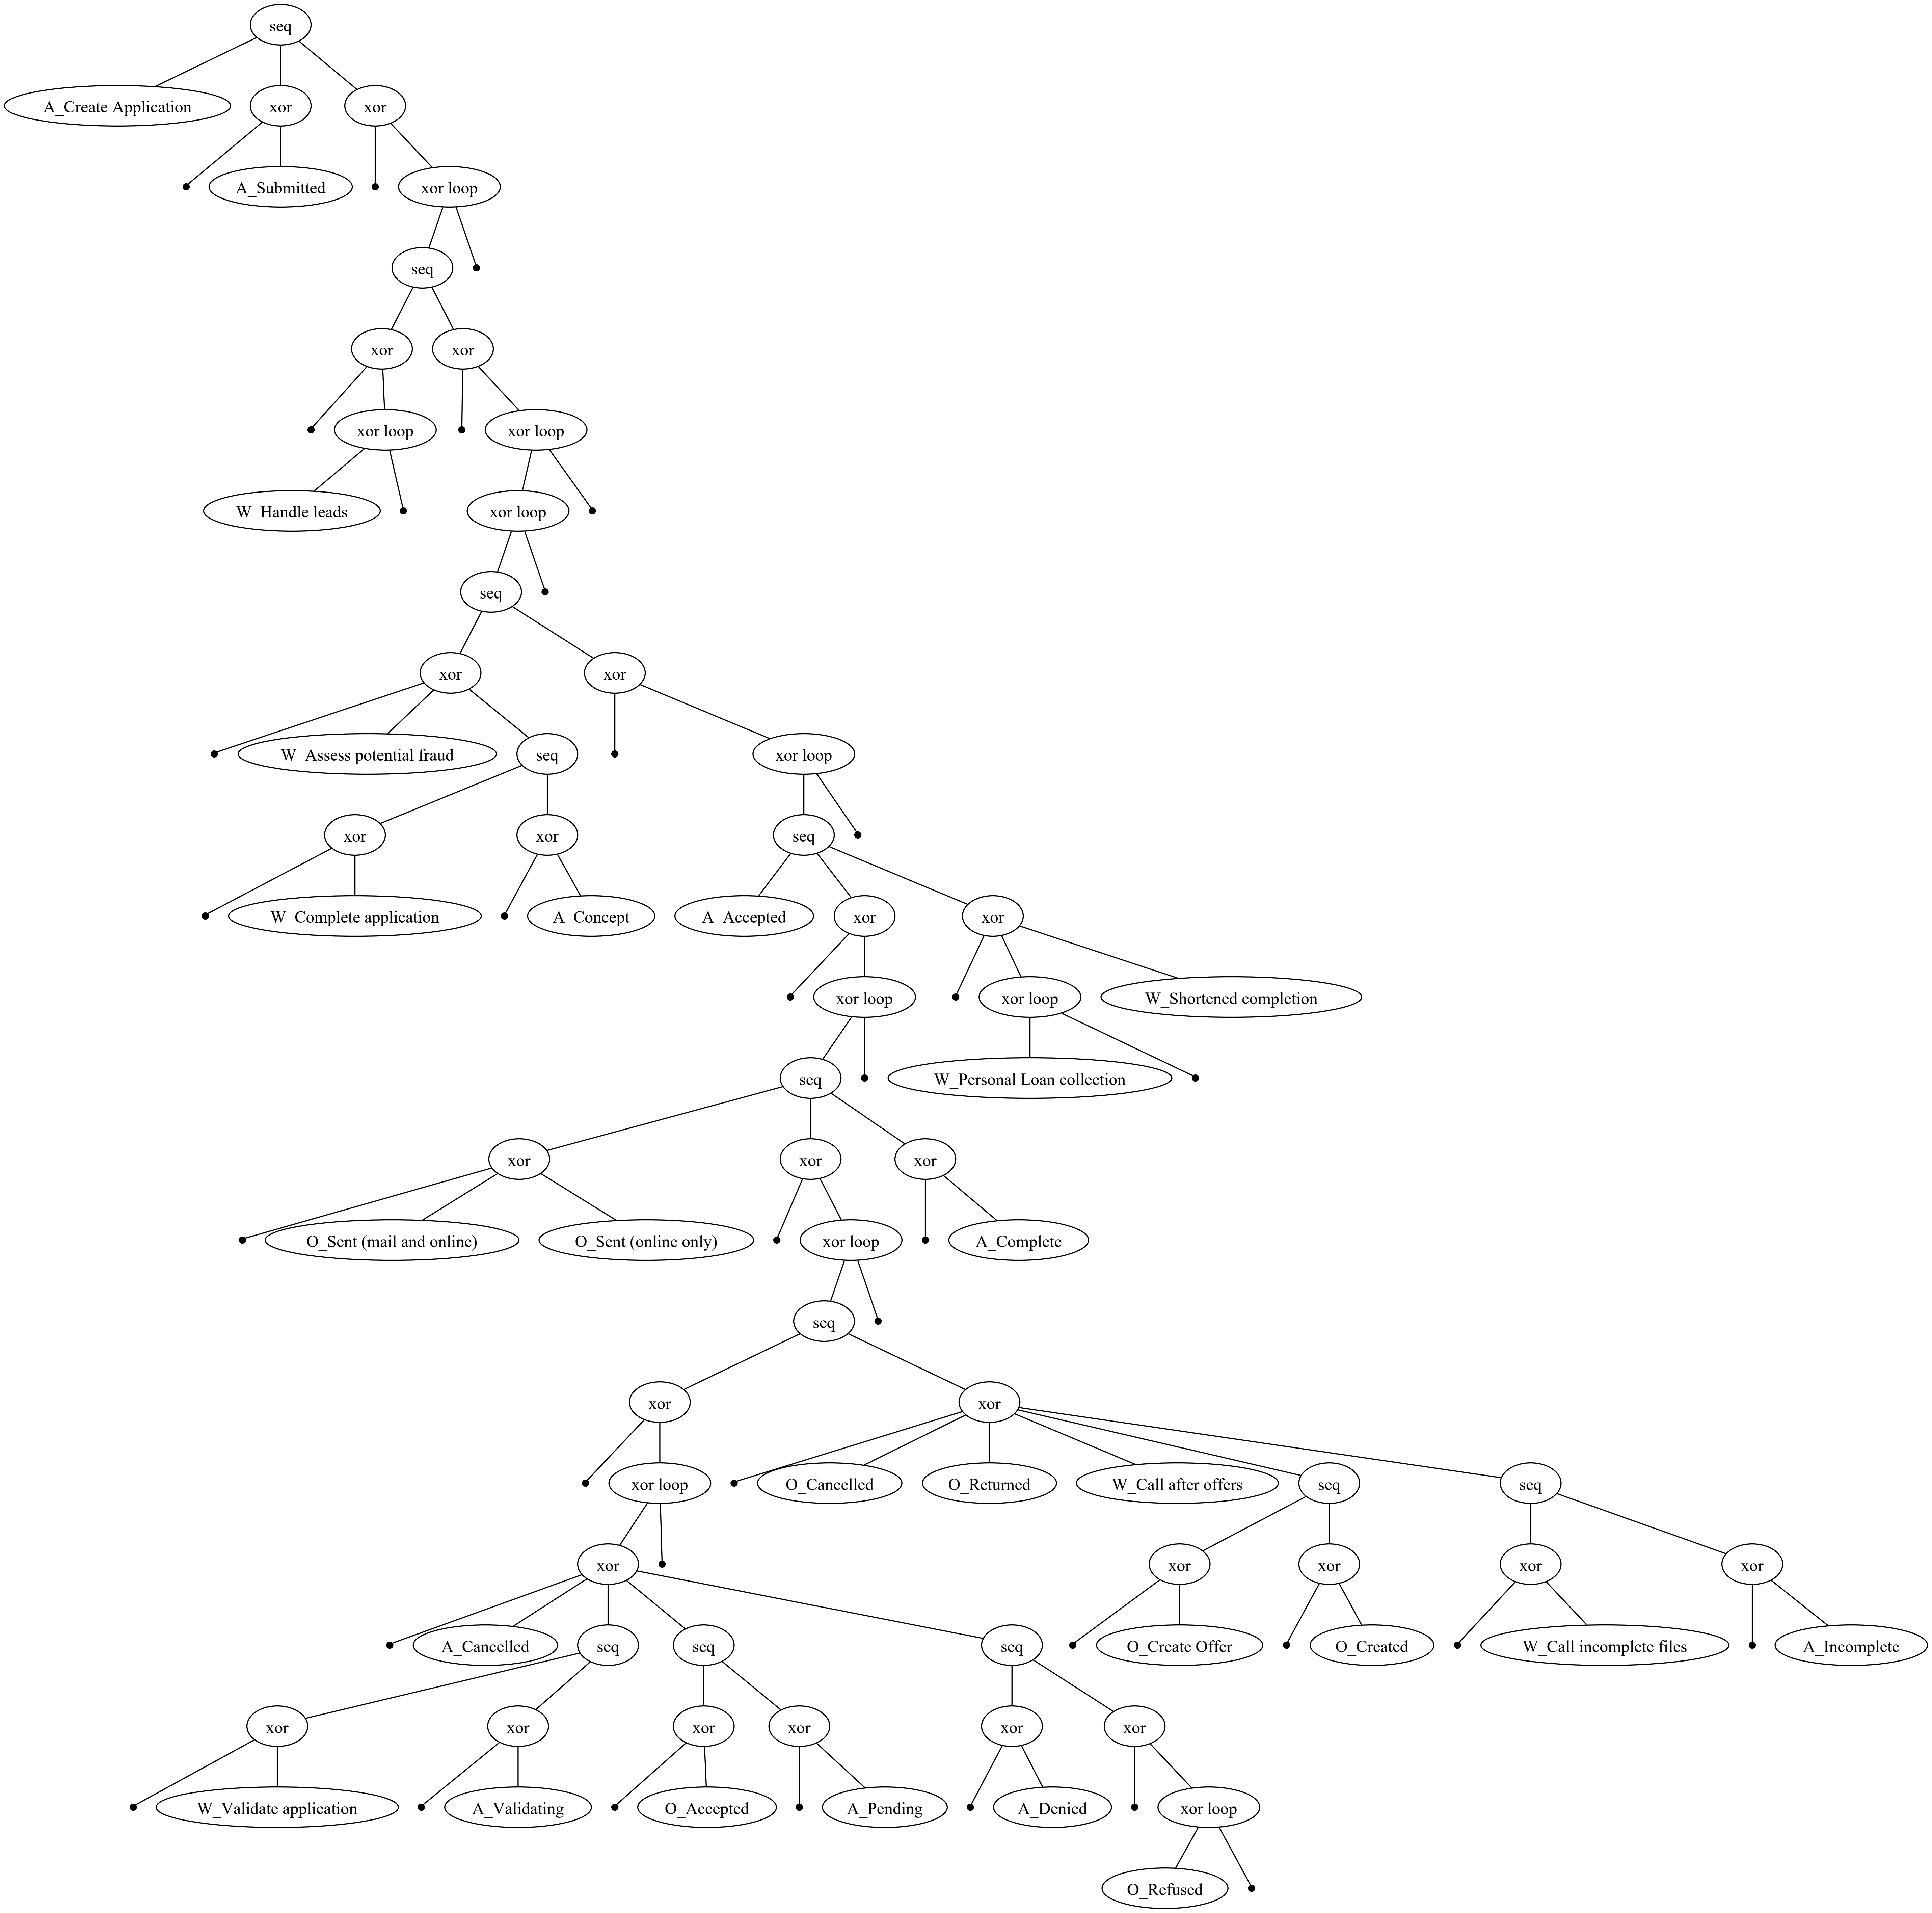 seq
A_Create Application
xor
xor
A_Submitted
xor loop
seq
xor
xor
xor loop
xor loop
W_Handle leads
xor loop
seq
xor
xor
W_Assess potential fraud
seq
xor loop
xor
xor
seq
W_Complete application
A_Concept
A_Accepted
xor
xor
xor loop
xor loop
W_Shortened completion
seq
W_Personal Loan collection
xor
xor
xor
O_Sent (mail and online)
O_Sent (online only)
xor loop
A_Complete
seq
xor
xor
xor loop
O_Cancelled
O_Returned
W_Call after offers
seq
seq
xor
xor
xor
xor
xor
A_Cancelled
seq
seq
seq
O_Create Offer
O_Created
W_Call incomplete files
A_Incomplete
xor
xor
xor
xor
xor
xor
W_Validate application
A_Validating
O_Accepted
A_Pending
A_Denied
xor loop
O_Refused